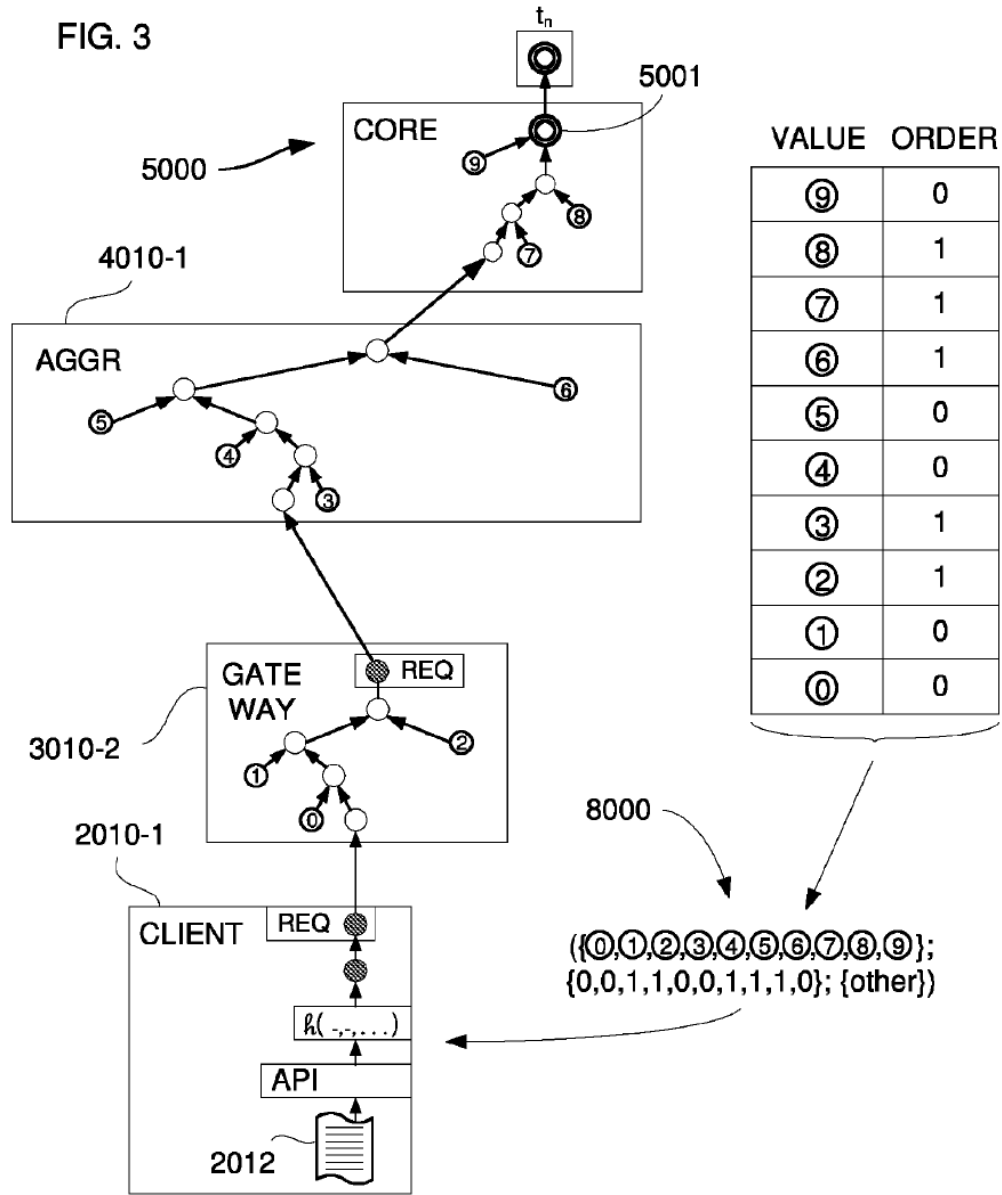 FIG. 3
tₙ
5001
CORE
5000
⑨
⑧
⑦
4010-1
AGGR
⑥
⑤
④
③
GATE
WAY
REQ
3010-2
②
①
⓪
2010-1
CLIENT
REQ
h( -,-, . . . )
API
2012
VALUE ORDER
⑨ 0
⑧ 1
⑦ 1
⑥ 1
⑤ 0
④ 0
③ 1
② 1
① 0
⓪ 0
8000
({⓪,①,②,③,④,⑤,⑥,⑦,⑧,⑨};
{0,0,1,1,0,0,1,1,1,0}; {other})